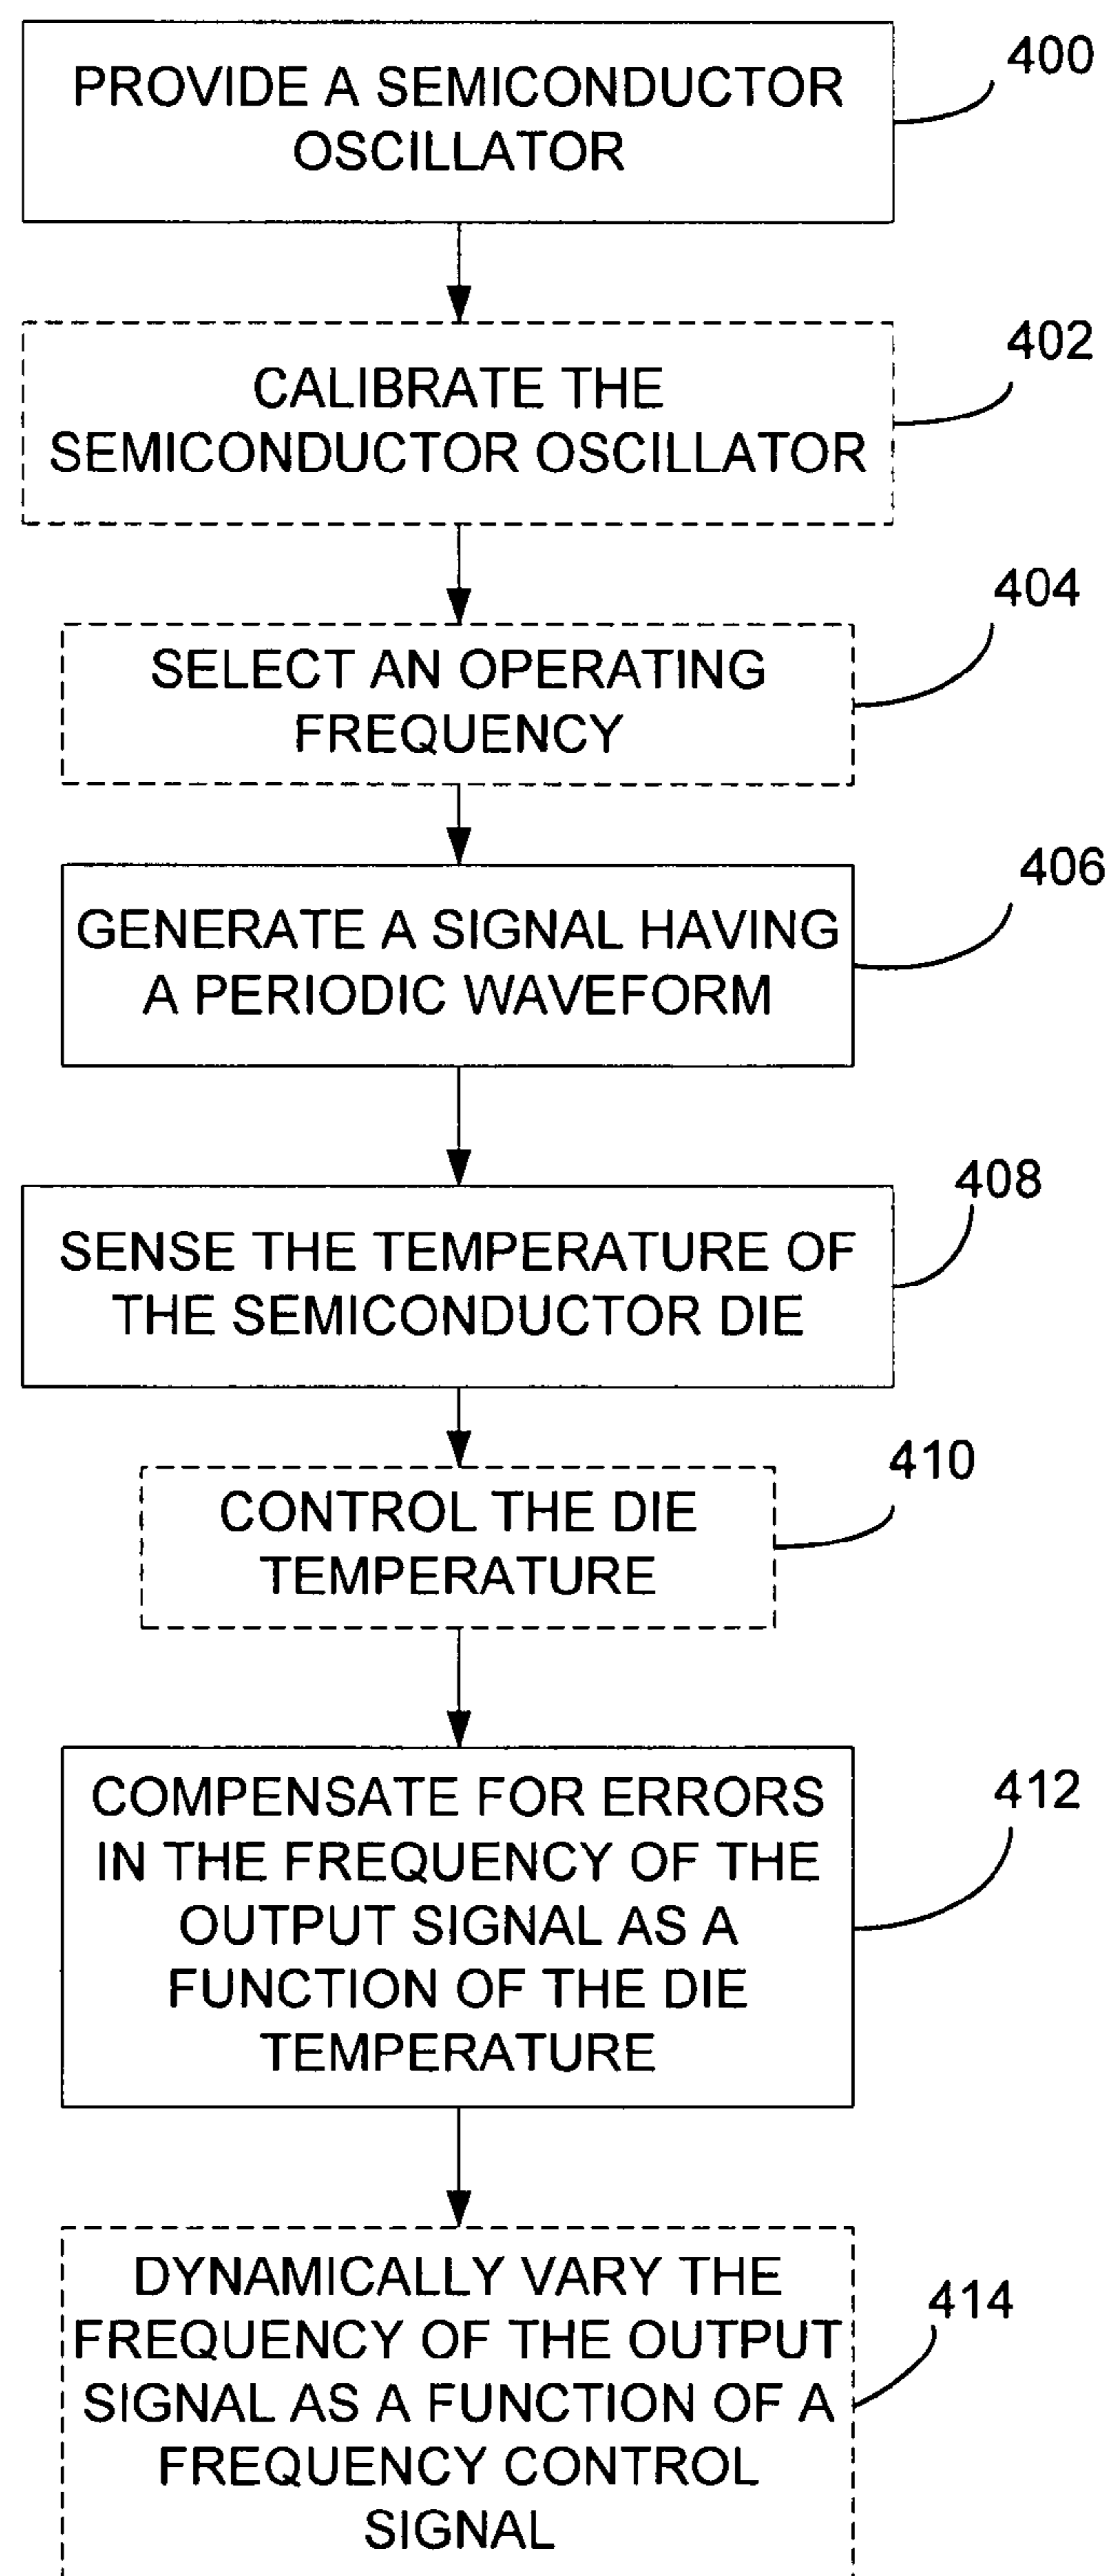 400
PROVIDE A SEMICONDUCTOR
OSCILLATOR
402
CALIBRATE THE
SEMICONDUCTOR OSCILLATOR
404
SELECT AN OPERATING
FREQUENCY
406
GENERATE A SIGNAL HAVING
A PERIODIC WAVEFORM
408
SENSE THE TEMPERATURE OF
THE SEMICONDUCTOR DIE
410
CONTROL THE DIE
TEMPERATURE
412
COMPENSATE FOR ERRORS
IN THE FREQUENCY OF THE
OUTPUT SIGNAL AS A
FUNCTION OF THE DIE
TEMPERATURE
414
DYNAMICALLY VARY THE
FREQUENCY OF THE OUTPUT
SIGNAL AS A FUNCTION OF A
FREQUENCY CONTROL
SIGNAL